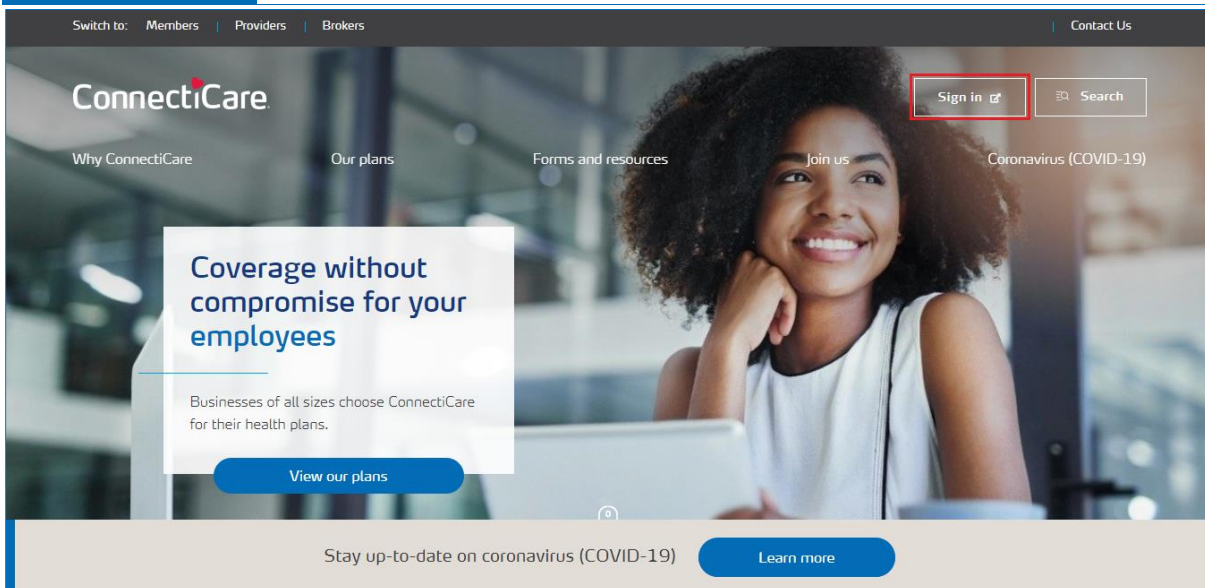 Switch to: Members | Providers | Brokers | Contact Us
ConnectiCare
Sign in Search
Why ConnectiCare Our plans Forms and resources Join us Coronavirus (COVID-19)
Coverage without
compromise for your
employees
Businesses of all sizes choose ConnectiCare
for their health plans.
View our plans
Stay up-to-date on coronavirus (COVID-19) Learn more